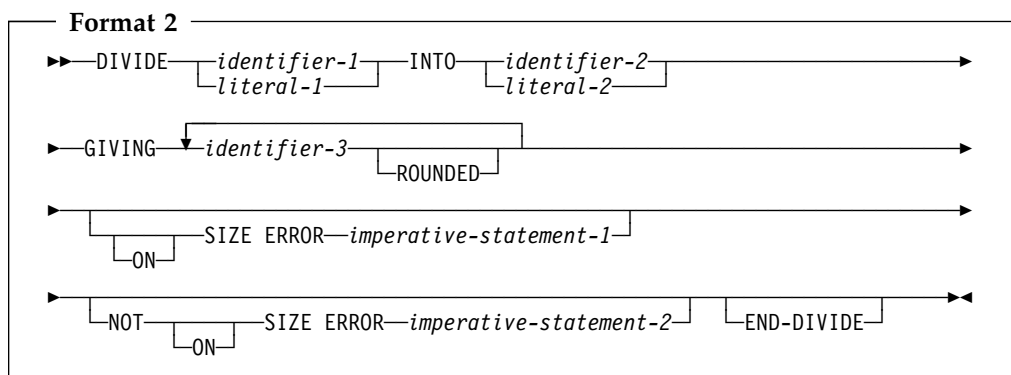 Format 2
DIVIDE identifier-1 INTO identifier-2
literal-1 literal-2
GIVING identifier-3
ROUNDED
SIZE ERROR imperative-statement-1
ON
NOT SIZE ERROR imperative-statement-2 END-DIVIDE
ON